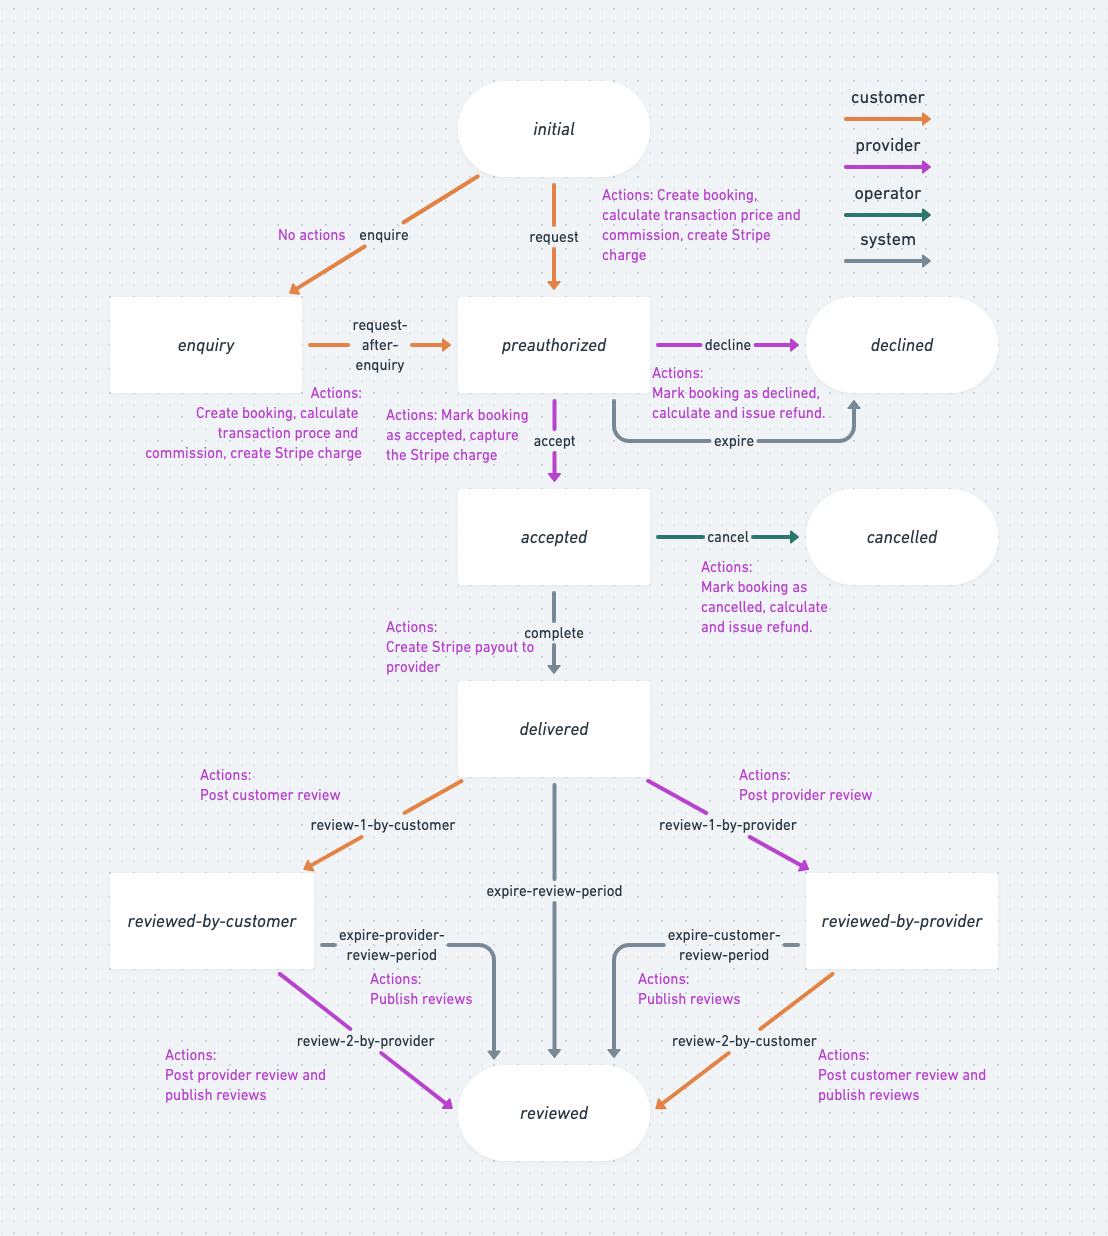 initial
customer
provider
operator
system
Actions: Create booking,
calculate transaction price and
commission, create Stripe
charge
No actions
enquire
request
enquiry
request-
after-
enquiry
preauthorized
decline
declined
Actions:
Create booking, calculate
transaction proce and
commission, create Stripe charge
Actions: Mark booking
as accepted, capture
the Stripe charge
accept
Actions:
Mark booking as declined,
calculate and issue refund.
expire
accepted
cancel
cancelled
Actions:
Mark booking as
cancelled, calculate
and issue refund.
Actions:
Create Stripe payout to
provider
complete
delivered
Actions:
Post customer review
review-1-by-customer
Actions:
Post provider review
review-1-by-provider
expire-review-period
reviewed-by-customer
reviewed-by-provider
expire-provider-
review-period
expire-customer-
review-period
Actions:
Publish reviews
Actions:
Publish reviews
review-2-by-provider
review-2-by-customer
Actions:
Post provider review and
publish reviews
Actions:
Post customer review and
publish reviews
reviewed